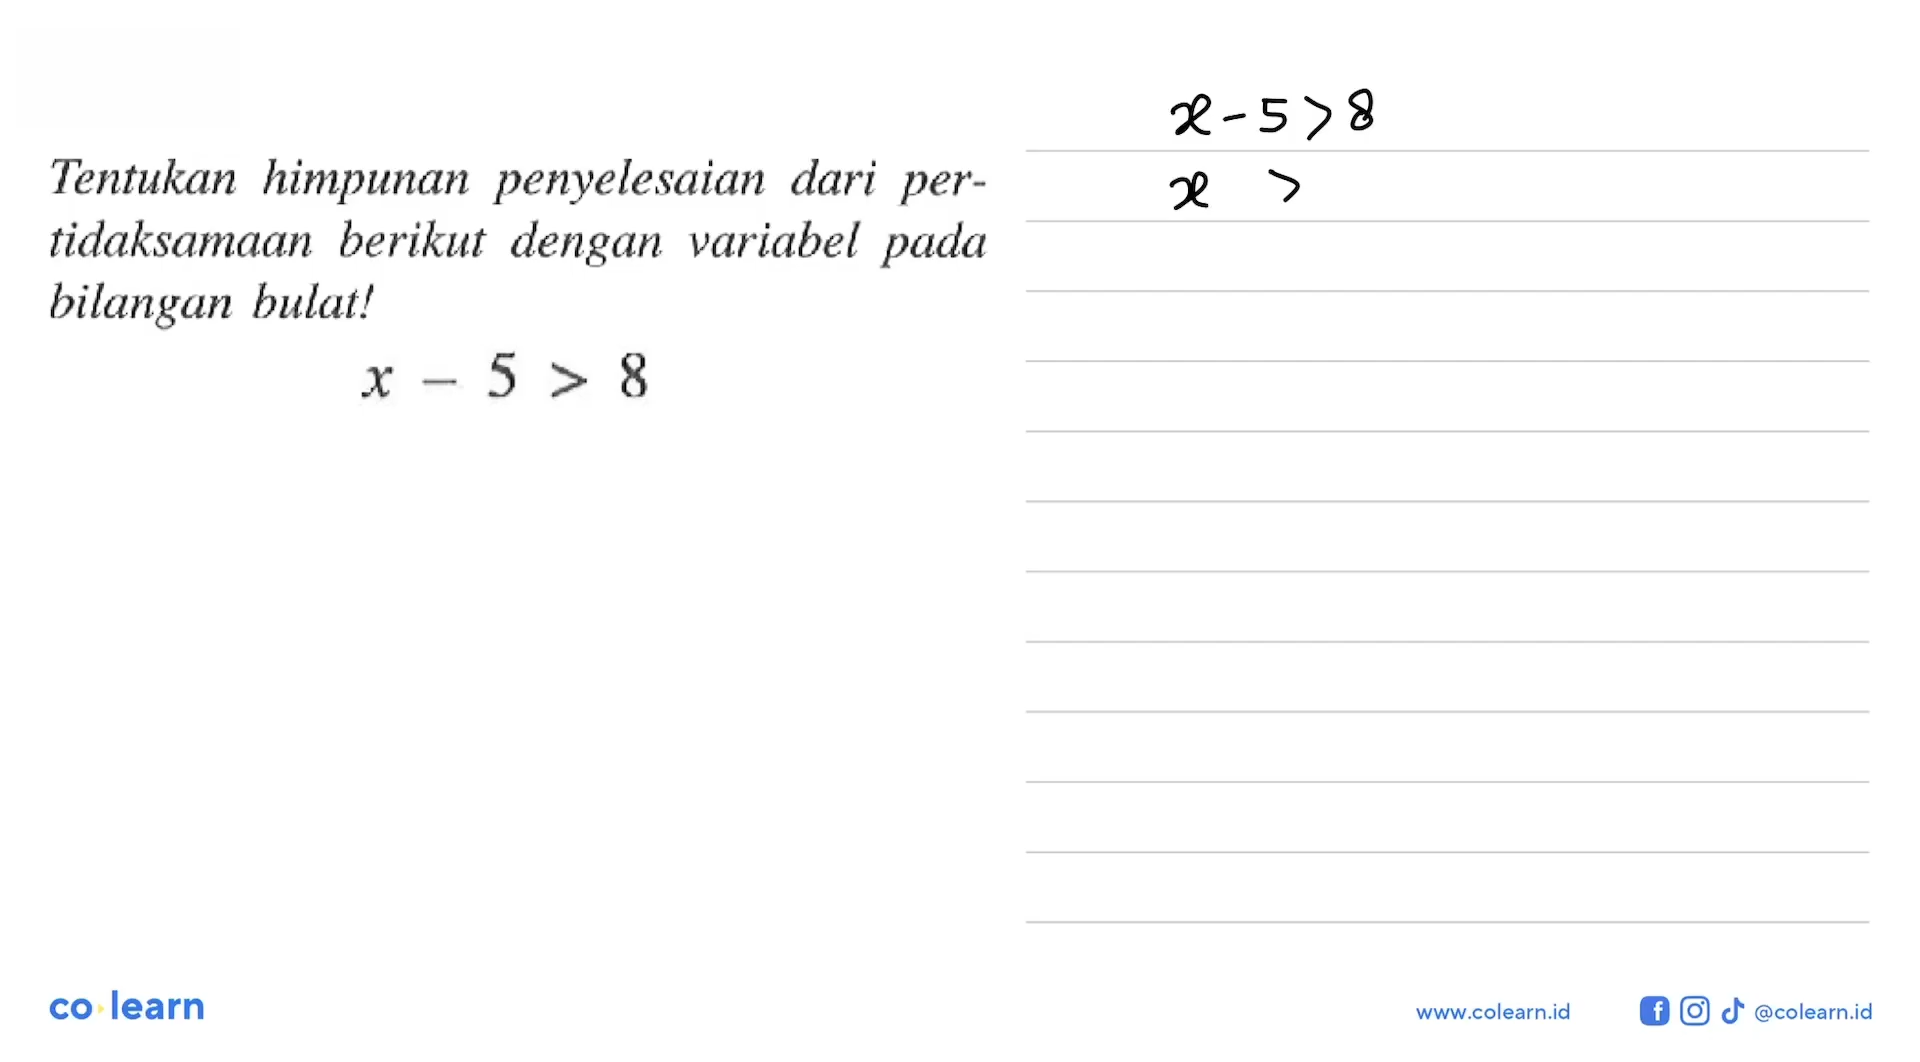 Tentukan himpunan penyelesaian dari per-
tidaksamaan berikut dengan variabel pada
bilangan bulat!
x - 5 > 8
x - 5 > 8
x >
co learn
www.colearn.id
@colearn.id